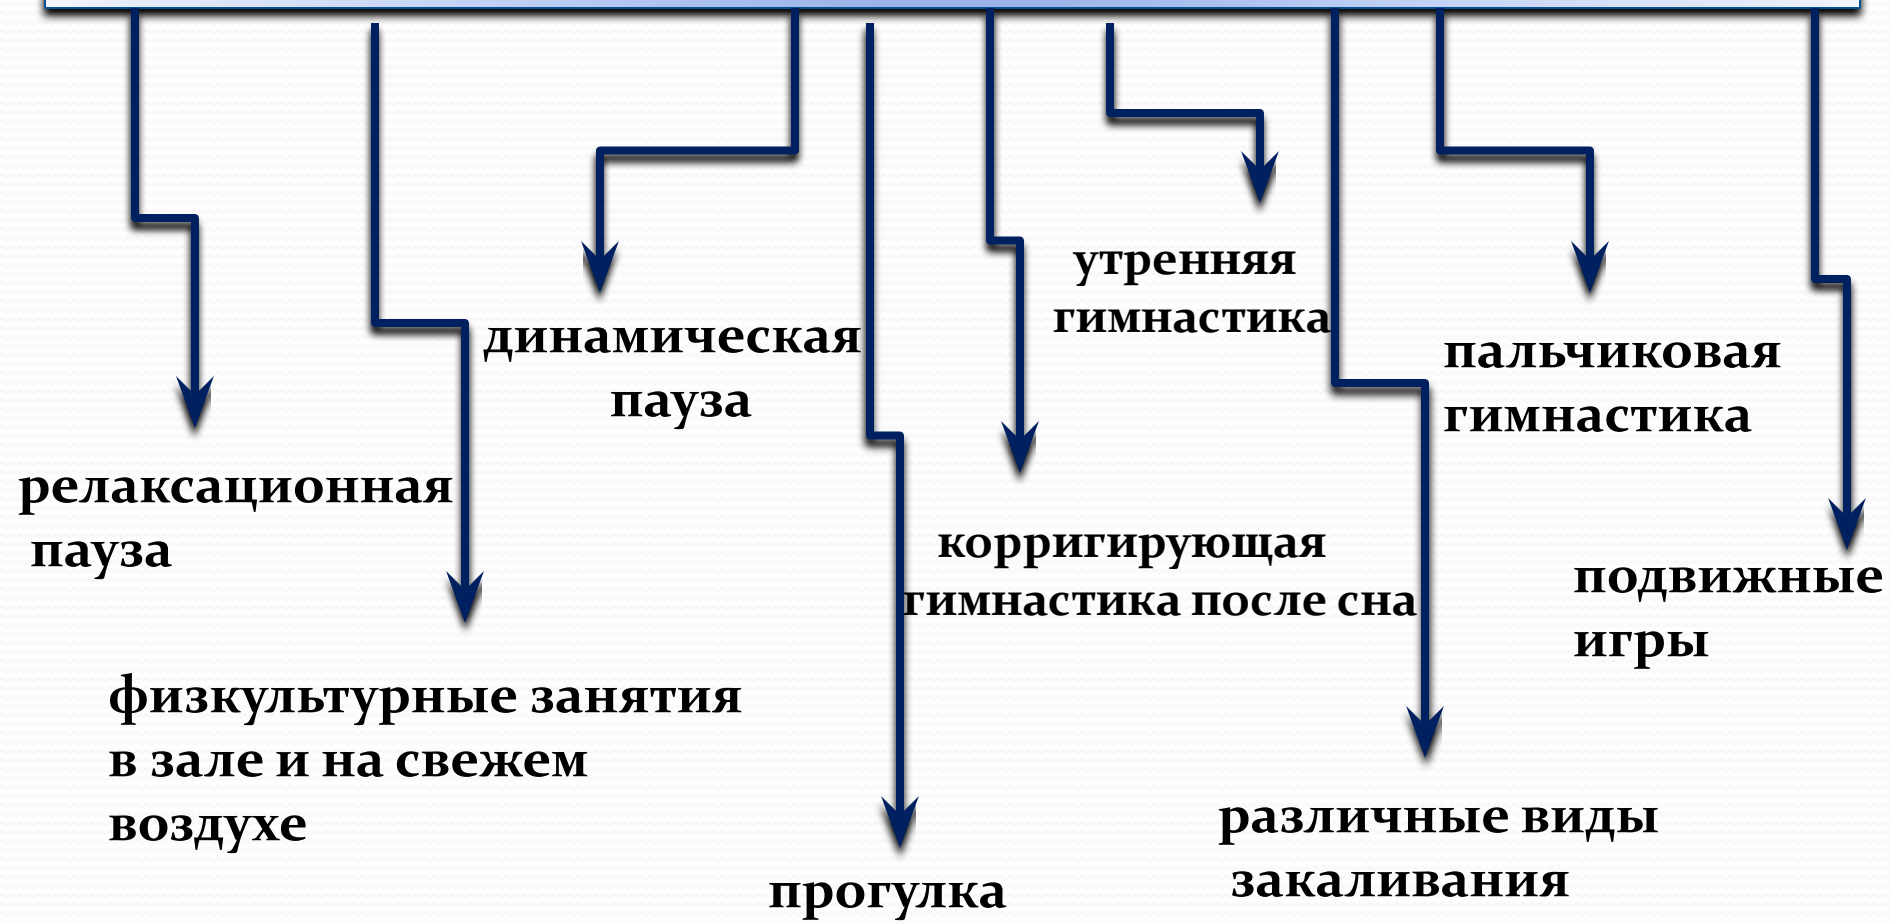 утренняя
гимнастика
динамическая
пауза
пальчиковая
гимнастика
релаксационная
пауза
корригирующая
гимнастика после сна
подвижные
игры
физкультурные занятия
в зале и на свежем
воздухе
различные виды
закаливания
прогулка